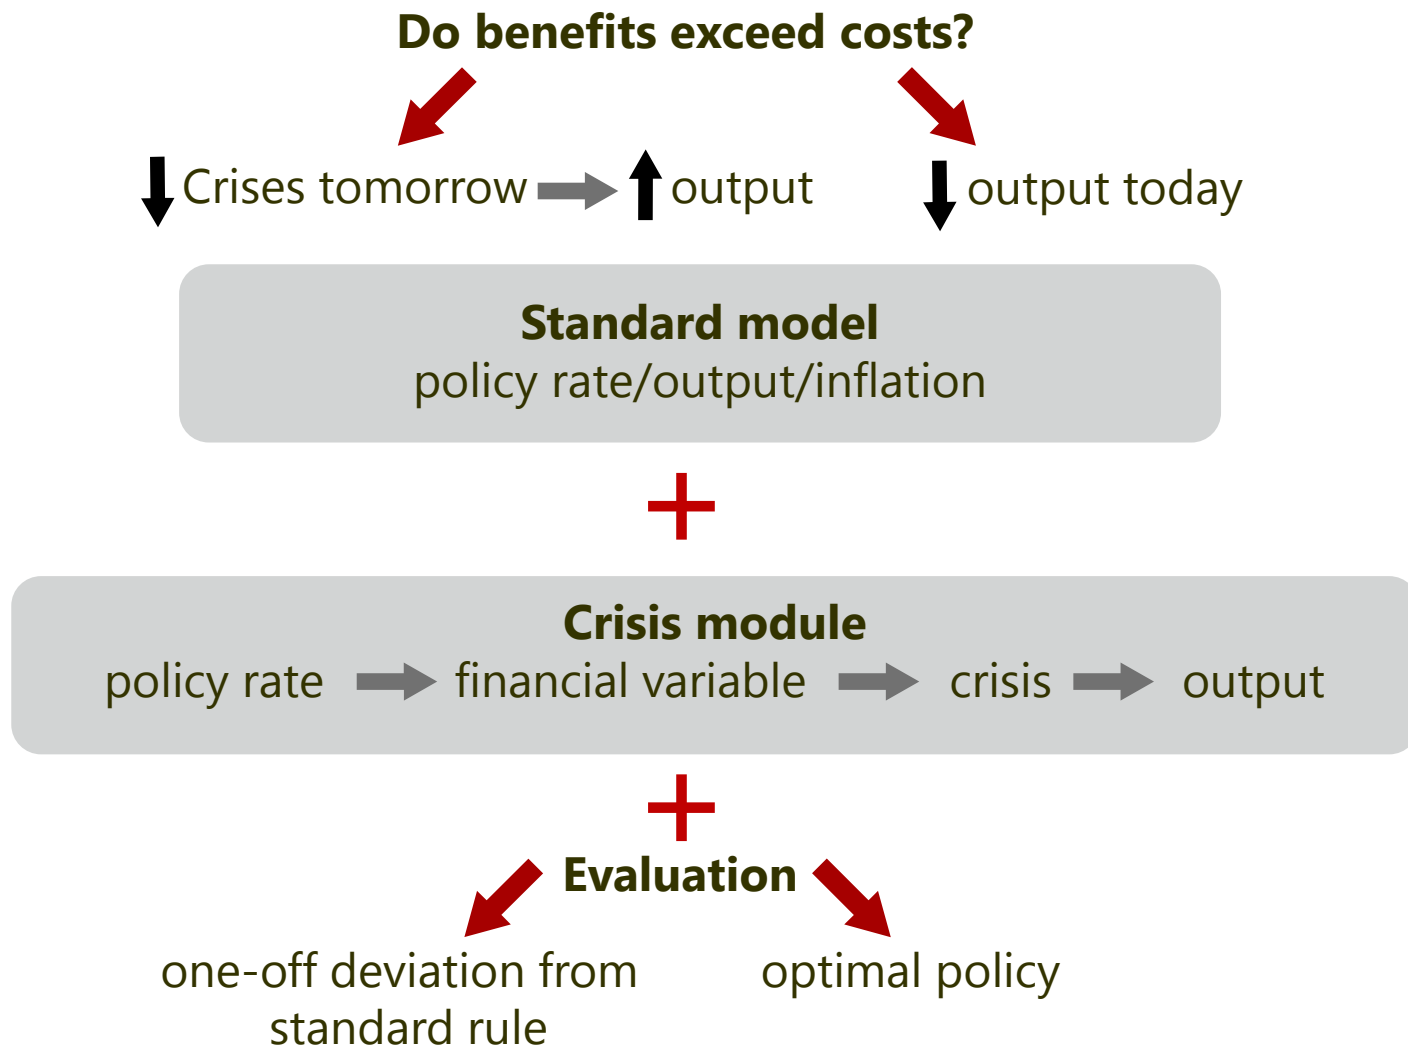 Do benefits exceed costs?
Crises tomorrow output output today
Standard model
policy rate/output/inflation
Crisis module
policy rate financial variable crisis output
Evaluation
one-off deviation from optimal policy
standard rule